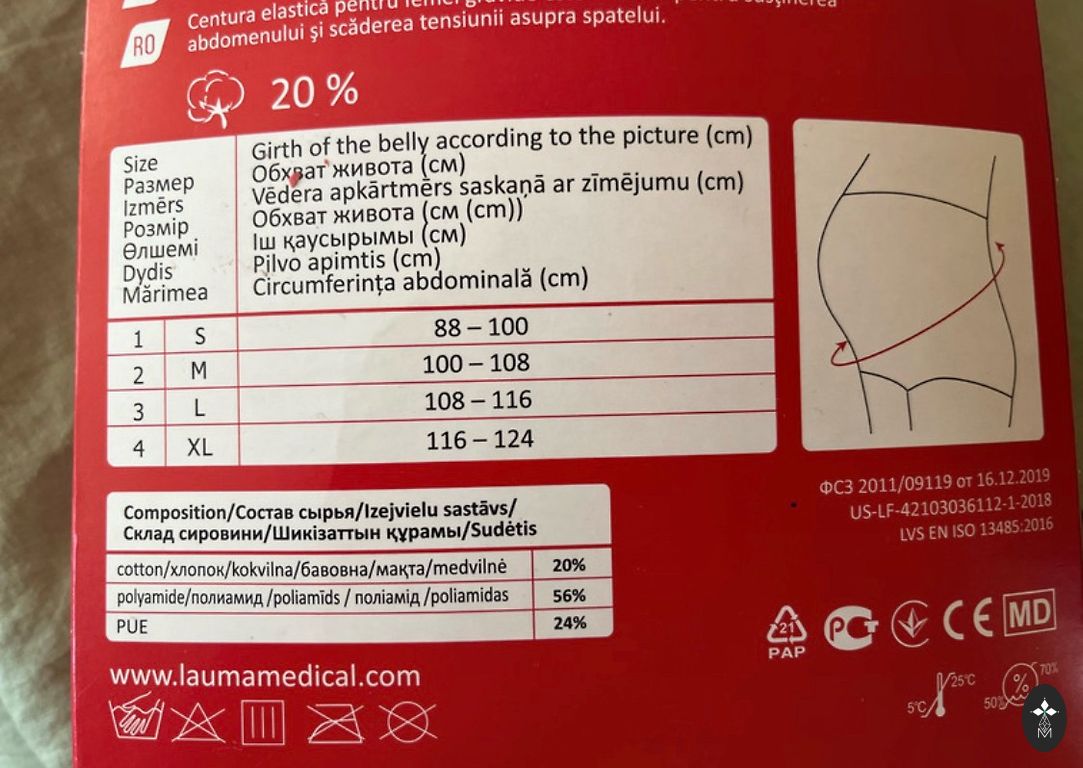 Centura elastică pentru femei gravide
RO
abdomenului şi scăderea tensiunii asupra spatelui.
20 %
Size
Размер
Izmērs
Розмір
Өлшемі
Dydis
Mărimea
Girth of the belly according to the picture (cm)
Обхват живота (см)
Vēdera apkārtmērs saskaņā ar zīmējumu (cm)
Обхват живота (см (cm))
Іш қаусырымы (см)
Pilvo apimtis (cm)
Circumferinţa abdominală (cm)
1 S 88 – 100
2 M 100 – 108
3 L 108 – 116
4 XL 116 – 124
ФСЗ 2011/09119 от 16.12.2019
US-LF-42103036112-1-2018
LVS EN ISO 13485:2016
Composition/Состав сырья/Izejvielu sastāvs/
Склад сировини/Шикізаттын құрамы/Sudėtis
cotton/хлопок/kokvilna/бавовна/мақта/medvilnė 20%
polyamide/полиамид /poliamīds / поліамід /poliamidas 56%
PUE 24%
21
PAP
РСТ
CE
MD
www.laumamedical.com
5°C
25°C
50%
%
70%
M